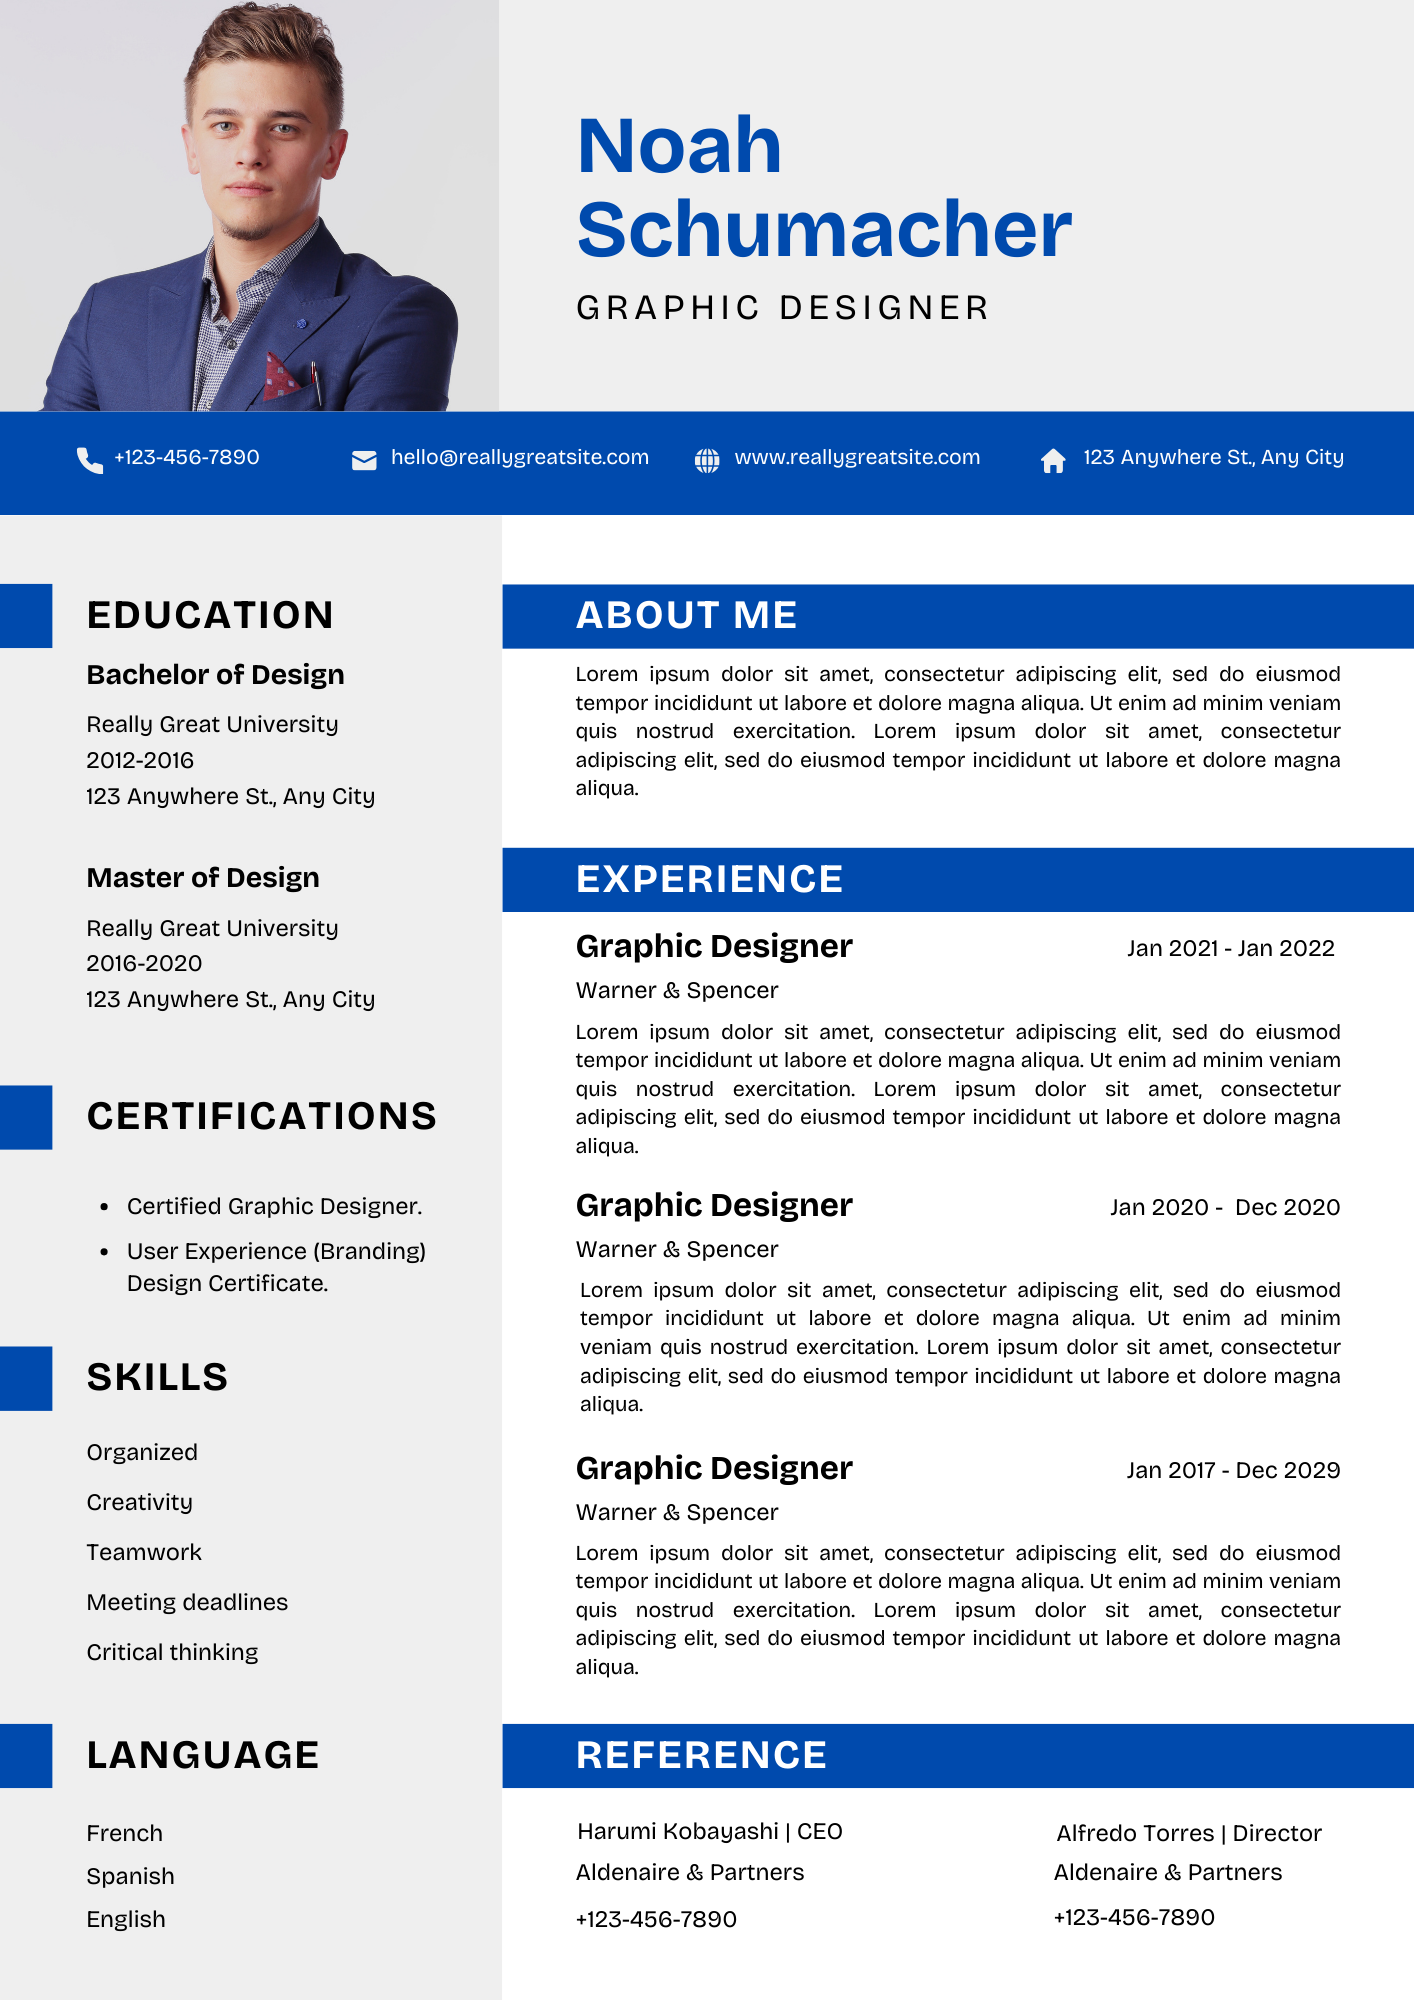 Noah
Schumacher
GRAPHIC DESIGNER
+123-456-7890
hello@reallygreatsite.com
www.reallygreatsite.com
123 Anywhere St., Any City
EDUCATION
Bachelor of Design
Really Great University
2012-2016
123 Anywhere St., Any City
Master of Design
Really Great University
2016-2020
123 Anywhere St., Any City
CERTIFICATIONS
• Certified Graphic Designer.
• User Experience (Branding)
Design Certificate.
SKILLS
Organized
Creativity
Teamwork
Meeting deadlines
Critical thinking
LANGUAGE
French
Spanish
English
ABOUT ME
Lorem ipsum dolor sit amet, consectetur adipiscing elit, sed do eiusmod
tempor incididunt ut labore et dolore magna aliqua. Ut enim ad minim veniam
quis nostrud exercitation. Lorem ipsum dolor sit amet, consectetur
adipiscing elit, sed do eiusmod tempor incididunt ut labore et dolore magna
aliqua.
EXPERIENCE
Graphic Designer
Jan 2021 - Jan 2022
Warner & Spencer
Lorem ipsum dolor sit amet, consectetur adipiscing elit, sed do eiusmod
tempor incididunt ut labore et dolore magna aliqua. Ut enim ad minim veniam
quis nostrud exercitation. Lorem ipsum dolor sit amet, consectetur
adipiscing elit, sed do eiusmod tempor incididunt ut labore et dolore magna
aliqua.
Graphic Designer
Jan 2020 - Dec 2020
Warner & Spencer
Lorem ipsum dolor sit amet, consectetur adipiscing elit, sed do eiusmod
tempor incididunt ut labore et dolore magna aliqua. Ut enim ad minim
veniam quis nostrud exercitation. Lorem ipsum dolor sit amet, consectetur
adipiscing elit, sed do eiusmod tempor incididunt ut labore et dolore magna
aliqua.
Graphic Designer
Jan 2017 - Dec 2029
Warner & Spencer
Lorem ipsum dolor sit amet, consectetur adipiscing elit, sed do eiusmod
tempor incididunt ut labore et dolore magna aliqua. Ut enim ad minim veniam
quis nostrud exercitation. Lorem ipsum dolor sit amet, consectetur
adipiscing elit, sed do eiusmod tempor incididunt ut labore et dolore magna
aliqua.
REFERENCE
Harumi Kobayashi | CEO
Aldenaire & Partners
+123-456-7890
Alfredo Torres | Director
Aldenaire & Partners
+123-456-7890